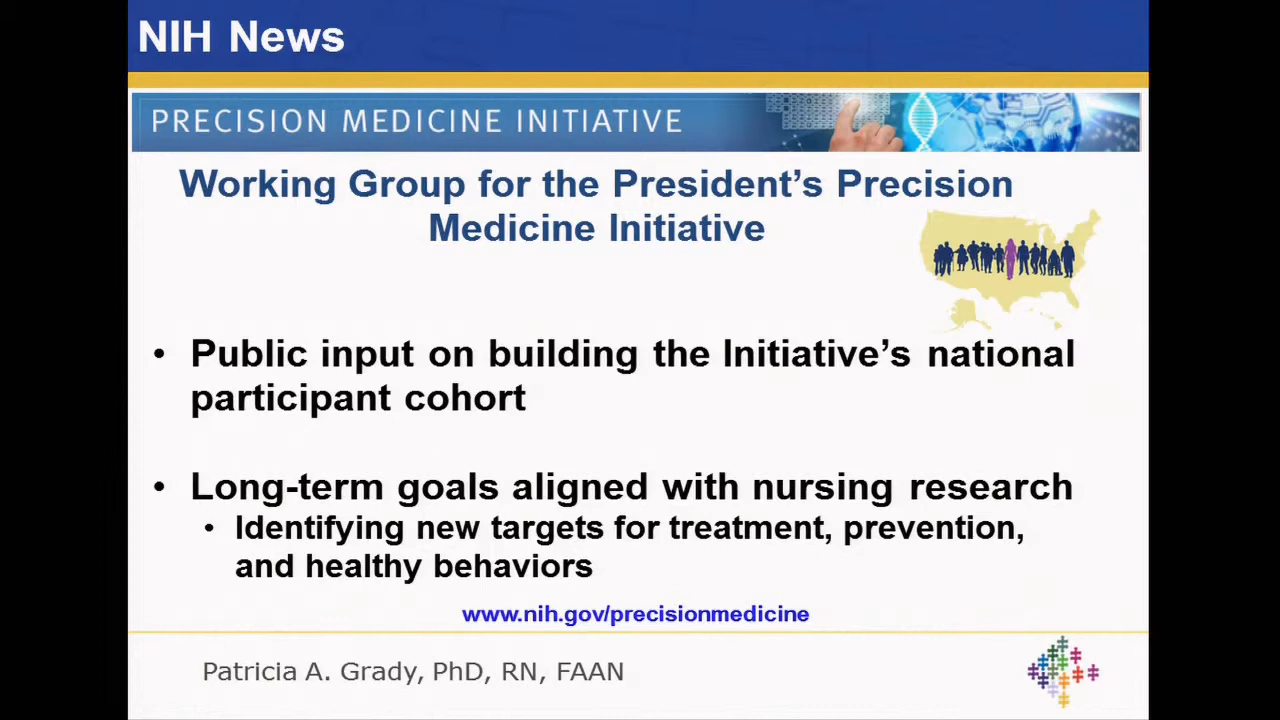 NIH News
PRECISION MEDICINE INITIATIVE
Working Group for the President’s Precision
Medicine Initiative
• Public input on building the Initiative’s national
participant cohort
• Long-term goals aligned with nursing research
• Identifying new targets for treatment, prevention,
and healthy behaviors
www.nih.gov/precisionmedicine
Patricia A. Grady, PhD, RN, FAAN